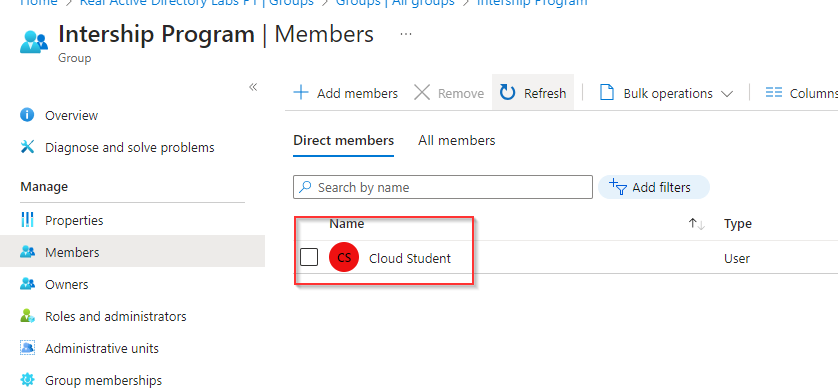 Home > Real Active Directory Labs PT | Groups > Groups | All groups > Intership Program
Intership Program | Members ...
Group
«
+ Add members Remove Refresh Bulk operations Columns
Overview
Diagnose and solve problems
Manage
Properties
Members
Owners
Roles and administrators
Administrative units
Group memberships
Direct members All members
Search by name Add filters
Name ↑↓ Type
CS Cloud Student User